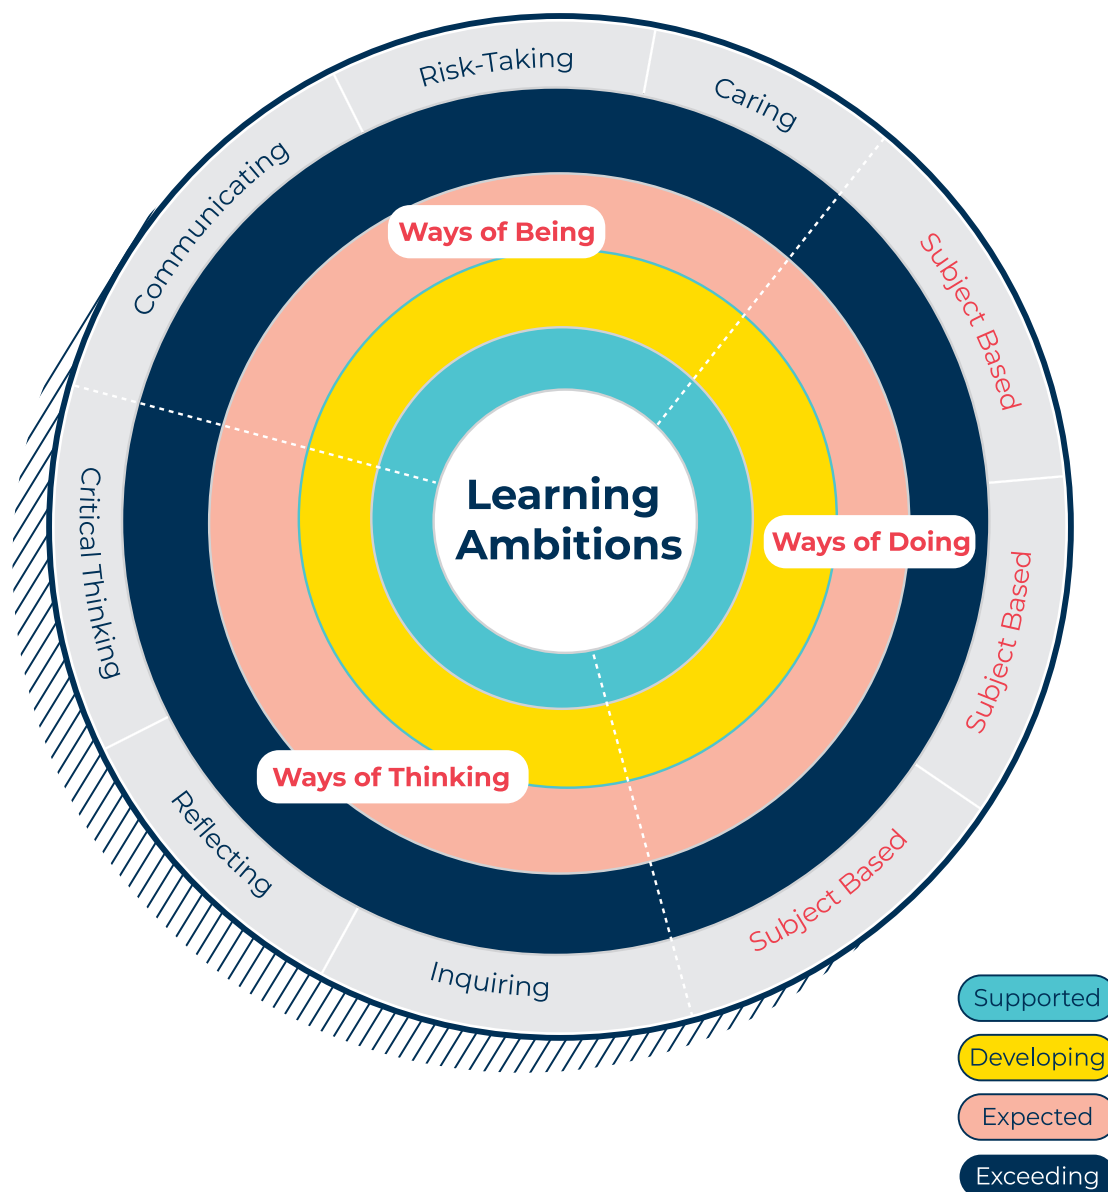 Risk-Taking
Caring
Communicating
Subject Based
Ways of Being
Critical Thinking
Learning
Ambitions
Ways of Doing
Subject Based
Ways of Thinking
Reflecting
Subject Based
Inquiring
Supported
Developing
Expected
Exceeding